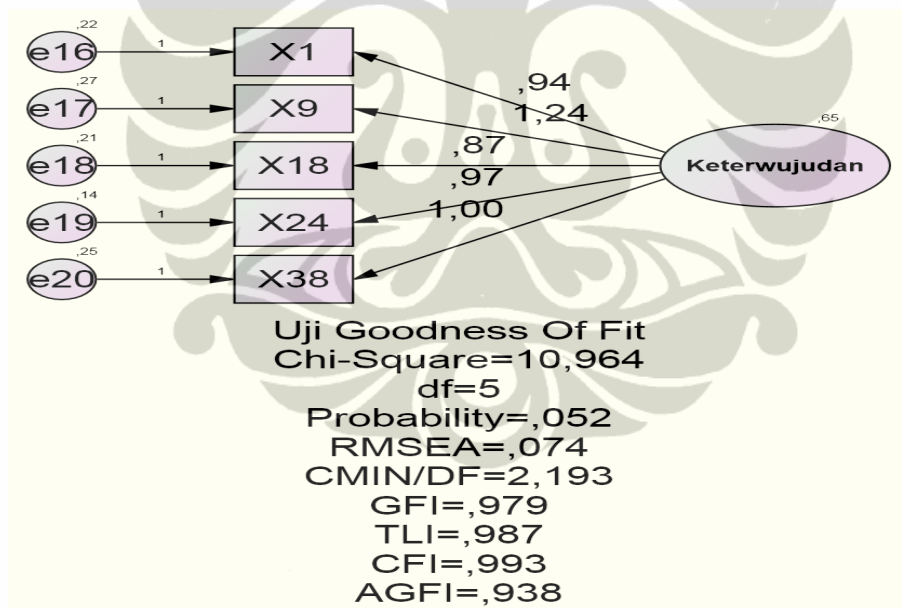 ,22
e16 1 X1
,94
,27
e17 1 X9
1,24
,65
Keterwujudan
,21
e18 1 X18
,87
,14
e19 1 X24
,97
,25
e20 1 X38
1,00
Uji Goodness Of Fit
Chi-Square=10,964
df=5
Probability=,052
RMSEA=,074
CMIN/DF=2,193
GFI=,979
TLI=,987
CFI=,993
AGFI=,938